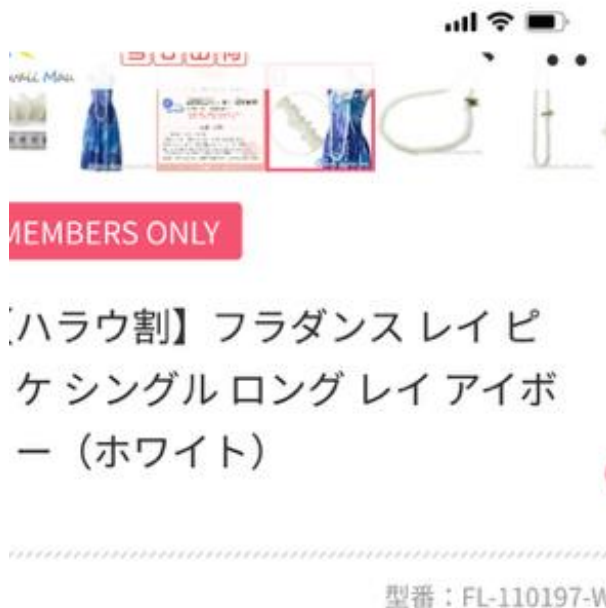 MEMBERS ONLY
【ハラウ割】フラダンス レイ ピ
ケ シングル ロング レイ アイボ
ー（ホワイト）
型番：FL-110197-W